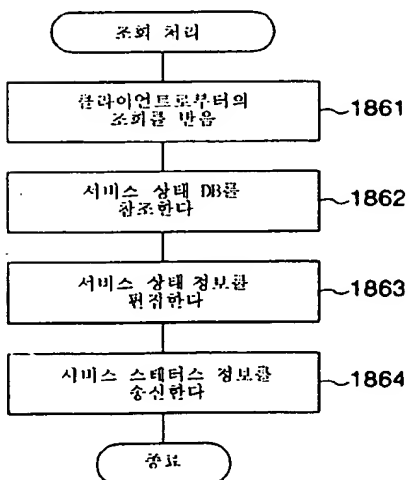 조회 처리
클라이언트로부터의
조회를 받음
1861
서비스 상태 DB를
참조한다
1862
서비스 상태 정보를
편집한다
1863
서비스 스테터스 정보를
송신한다
1864
종료